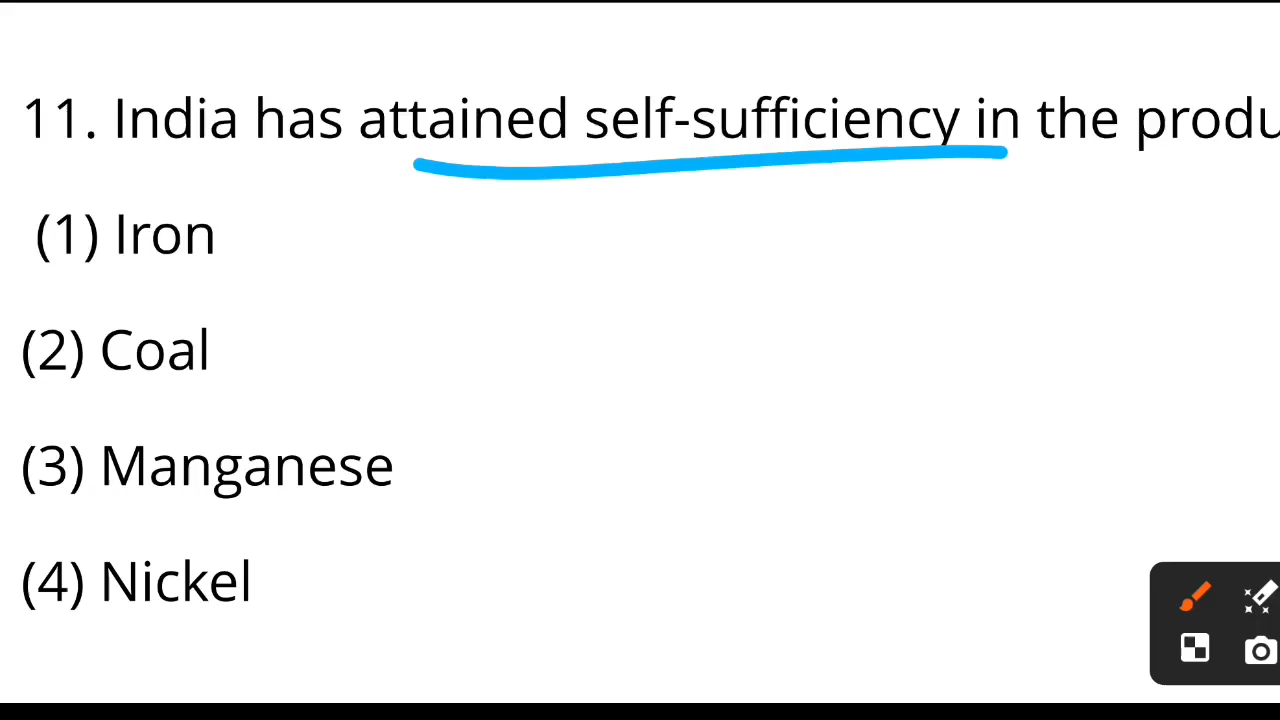 11. India has attained self-sufficiency in the produ
(1) Iron
(2) Coal
(3) Manganese
(4) Nickel